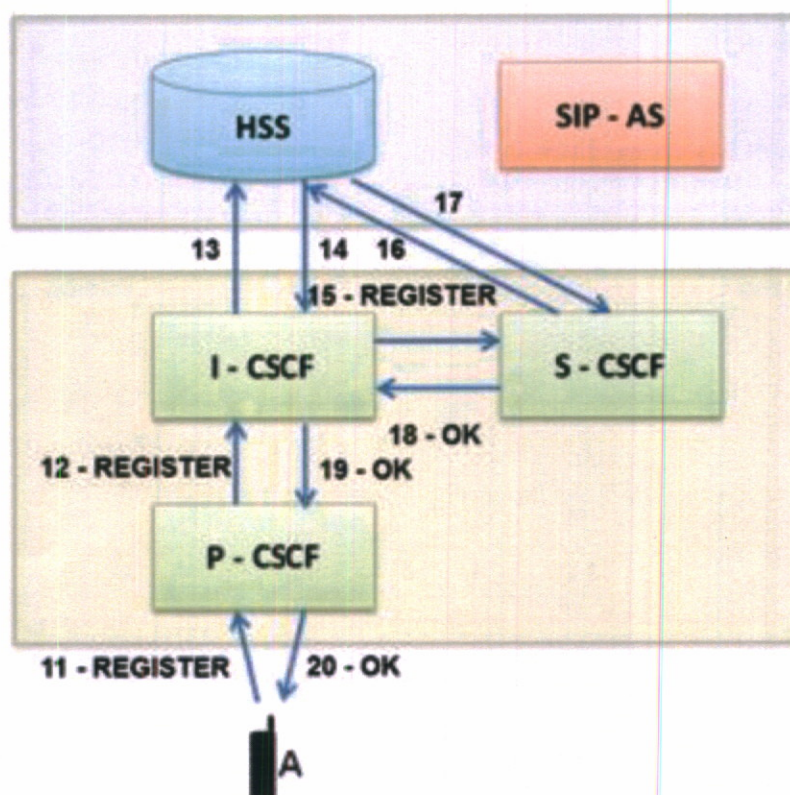 HSS
SIP - AS
17
13
14
16
15 - REGISTER
I - CSCF
S - CSCF
18 - OK
12 - REGISTER
19 - OK
P - CSCF
11 - REGISTER
20 - OK
A